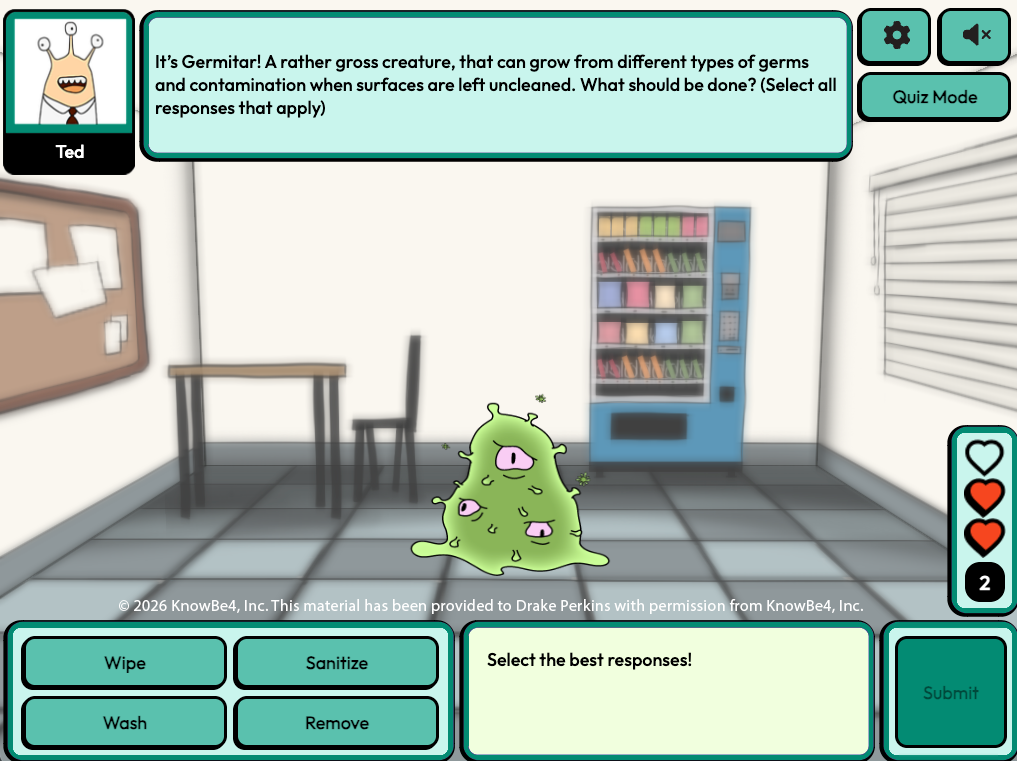 It’s Germitar! A rather gross creature, that can grow from different types of germs
and contamination when surfaces are left uncleaned. What should be done? (Select all
responses that apply)
Quiz Mode
Ted
2
© 2026 KnowBe4, Inc. This material has been provided to Drake Perkins with permission from KnowBe4, Inc.
Wipe
Sanitize
Wash
Remove
Select the best responses!
Submit